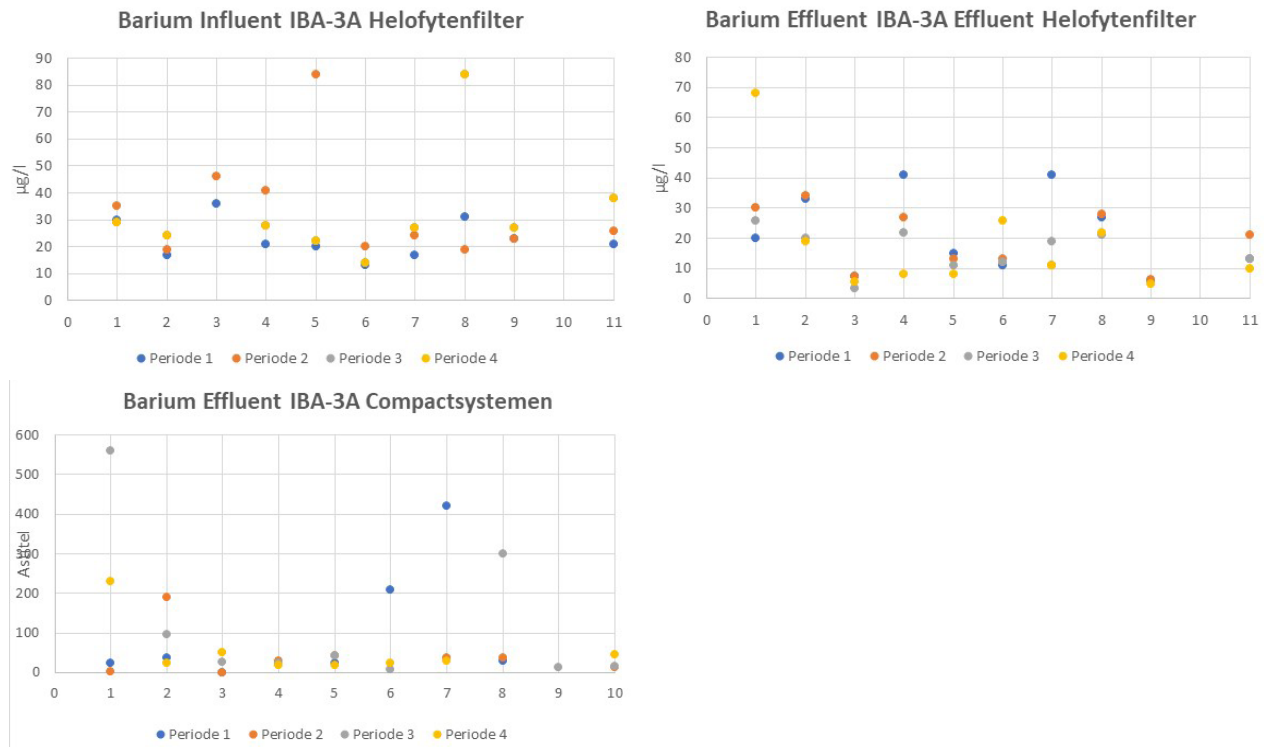 Barium Influent IBA-3A Helofytenfilter
90
80
70
60
50
40
30
20
10
0
µg/l
0 1 2 3 4 5 6 7 8 9 10 11
Periode 1 Periode 2 Periode 3 Periode 4
Barium Effluent IBA-3A Effluent Helofytenfilter
80
70
60
50
40
30
20
10
0
µg/l
0 1 2 3 4 5 6 7 8 9 10 11
Periode 1 Periode 2 Periode 3 Periode 4
Barium Effluent IBA-3A Compactsystemen
600
500
400
300
200
100
0
Astitel
0 1 2 3 4 5 6 7 8 9 10
Periode 1 Periode 2 Periode 3 Periode 4